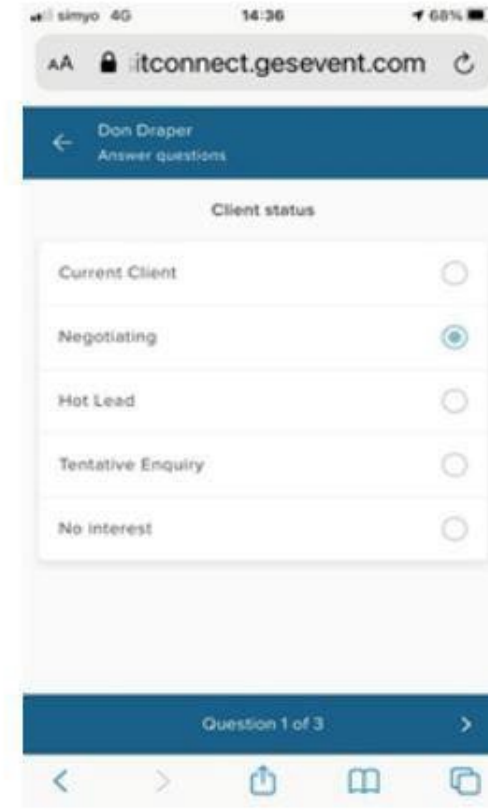 simyo 4G 14:36 68%
AA itconnect.gesevent.com
Don Draper
Answer questions
Client status
Current Client
Negotiating
Hot Lead
Tentative Enquiry
No interest
Question 1 of 3